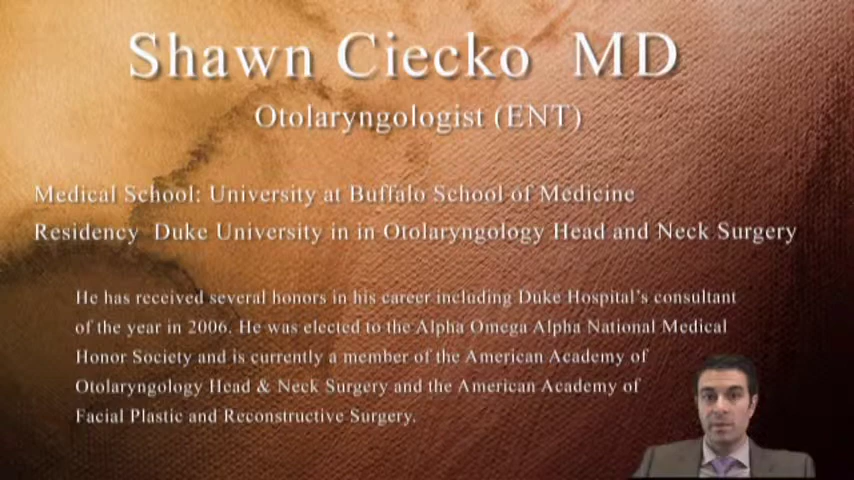 Shawn Ciecko MD
Otolaryngologist (ENT)
Medical School: University at Buffalo School of Medicine
Residency Duke University in in Otolaryngology Head and Neck Surgery
He has received several honors in his career including Duke Hospital's consultant
of the year in 2006. He was elected to the Alpha Omega Alpha National Medical
Honor Society and is currently a member of the American Academy of
Otolaryngology Head & Neck Surgery and the American Academy of
Facial Plastic and Reconstructive Surgery.